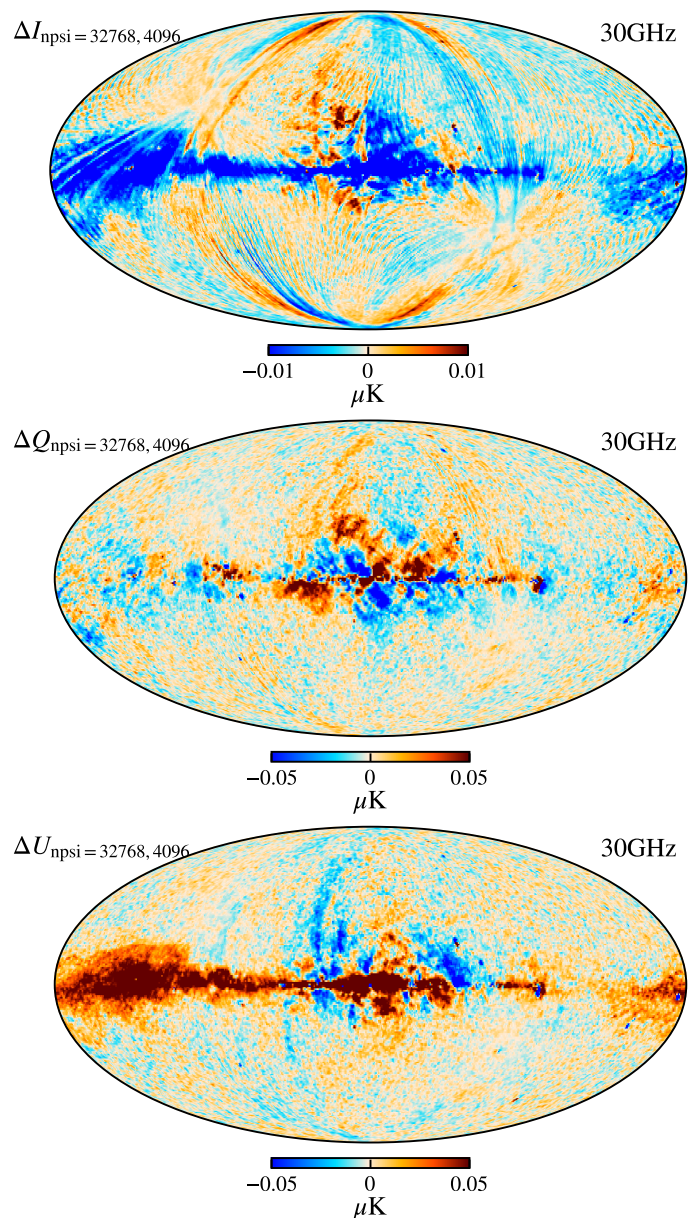 ΔI_npsi=32768,4096 30GHz
−0.01 0 0.01
μK
ΔQ_npsi=32768,4096 30GHz
−0.05 0 0.05
μK
ΔU_npsi=32768,4096 30GHz
−0.05 0 0.05
μK